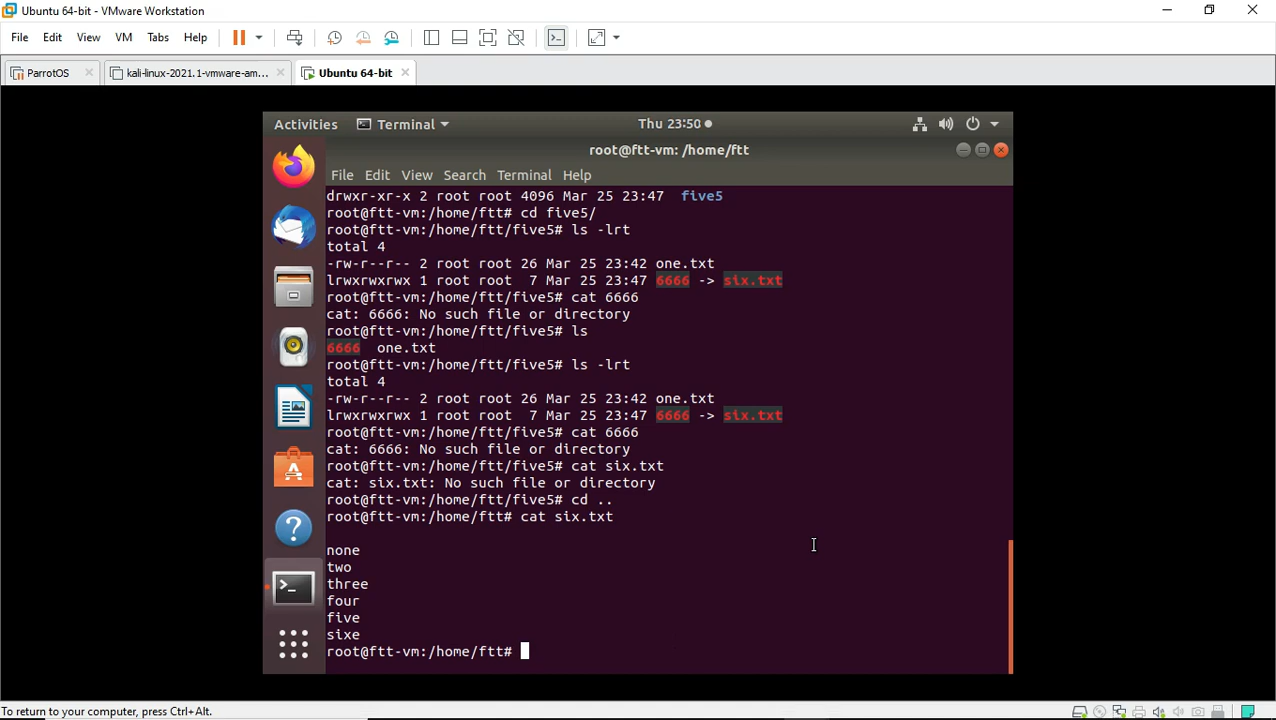 Ubuntu 64-bit - VMware Workstation
File Edit View VM Tabs Help
ParrotOS kali-linux-2021.1-vmware-am... Ubuntu 64-bit
Activities Terminal Thu 23:50
root@ftt-vm: /home/ftt
File Edit View Search Terminal Help
drwxr-xr-x 2 root root 4096 Mar 25 23:47  five5
root@ftt-vm:/home/ftt# cd five5/
root@ftt-vm:/home/ftt/five5# ls -lrt
total 4
-rw-r--r-- 2 root root 26 Mar 25 23:42 one.txt
lrwxrwxrwx 1 root root  7 Mar 25 23:47 6666 -> six.txt
root@ftt-vm:/home/ftt/five5# cat 6666
cat: 6666: No such file or directory
root@ftt-vm:/home/ftt/five5# ls
6666  one.txt
root@ftt-vm:/home/ftt/five5# ls -lrt
total 4
-rw-r--r-- 2 root root 26 Mar 25 23:42 one.txt
lrwxrwxrwx 1 root root  7 Mar 25 23:47 6666 -> six.txt
root@ftt-vm:/home/ftt/five5# cat 6666
cat: 6666: No such file or directory
root@ftt-vm:/home/ftt/five5# cat six.txt
cat: six.txt: No such file or directory
root@ftt-vm:/home/ftt/five5# cd ..
root@ftt-vm:/home/ftt# cat six.txt
none
two
three
four
five
sixe
root@ftt-vm:/home/ftt#
To return to your computer, press Ctrl+Alt.